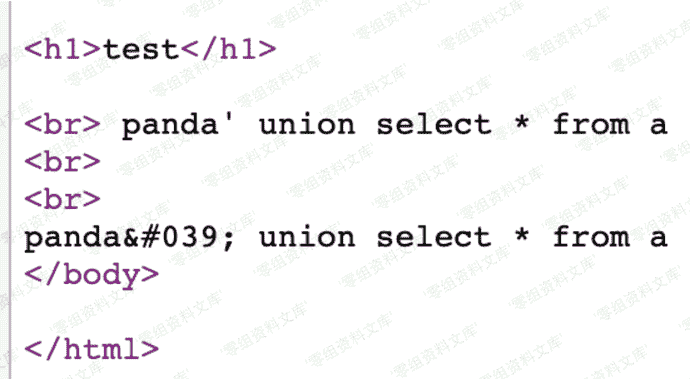 <h1>test</h1>
<br> panda' union select * from a
<br>
<br>
panda&#039; union select * from a
</body>
</html>
零组资料文库